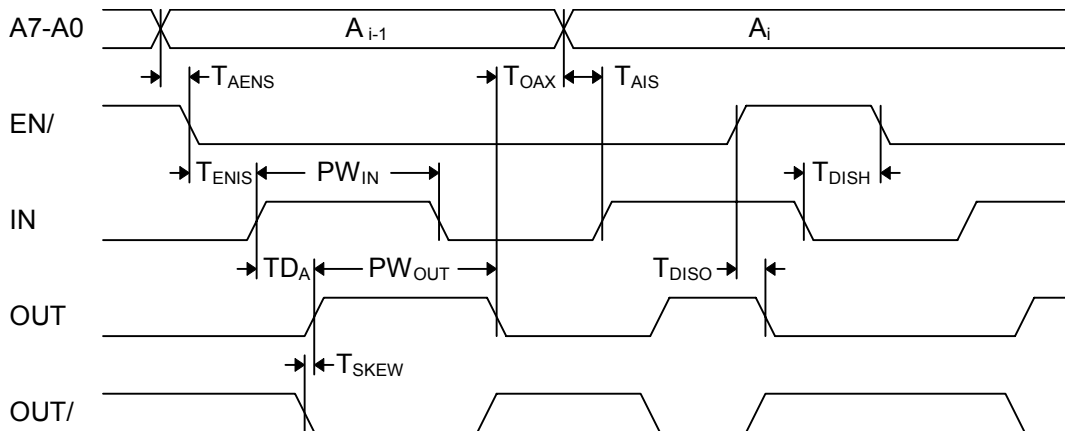 A7-A0 A i-1 Ai
TAENS TOAX TAIS
EN/
TENIS PWIN TDISH
IN
TDA PWOUT TDISO
OUT
TSKEW
OUT/